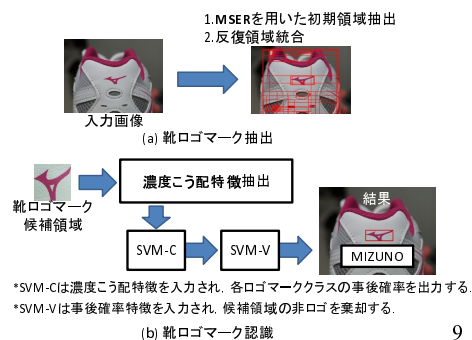 1.MSERを用いた初期領域抽出
2.反復領域統合
入力画像
(a) 靴ロゴマーク抽出
靴ロゴマーク
候補領域
濃度こう配特徴抽出
SVM-C
SVM-V
結果
MIZUNO
*SVM-Cは濃度こう配特徴を入力され，各ロゴマーククラスの事後確率を出力する．
*SVM-Vは事後確率特徴を入力され，候補領域の非ロゴを棄却する．
(b) 靴ロゴマーク認識
9